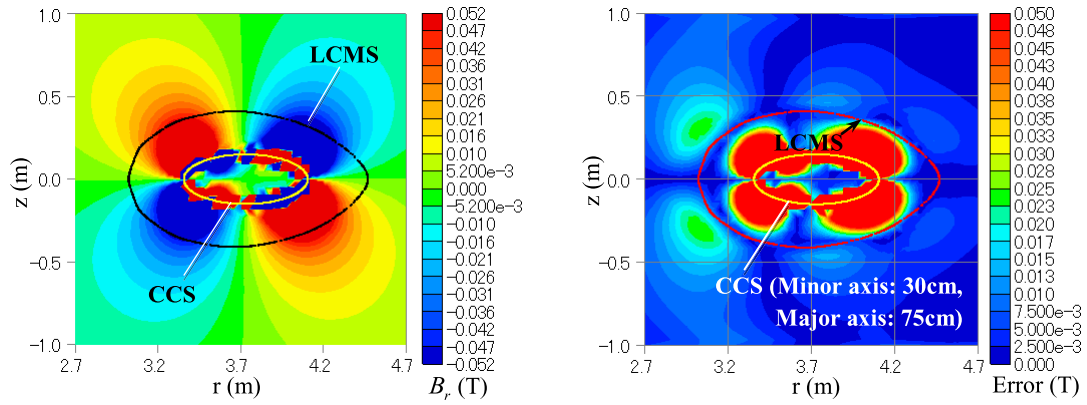 1.0
0.5
0.0
−0.5
−1.0
z (m)
2.7 3.2 3.7 4.2 4.7
r (m)
LCMS
CCS
0.052
0.047
0.042
0.036
0.031
0.026
0.016
0.010
5.200e-3
0.000
-5.200e-3
−0.010
−0.016
−0.026
−0.031
−0.036
−0.042
−0.047
−0.052
Br (T)
1.0
0.5
0.0
−0.5
−1.0
z (m)
2.7 3.2 3.7 4.2 4.7
r (m)
LCMS
CCS (Minor axis: 30cm,
Major axis: 75cm)
0.050
0.048
0.045
0.043
0.040
0.038
0.035
0.033
0.030
0.028
0.025
0.023
0.020
0.017
0.015
0.013
0.010
7.500e-3
5.000e-3
2.500e-3
0.000
Error (T)